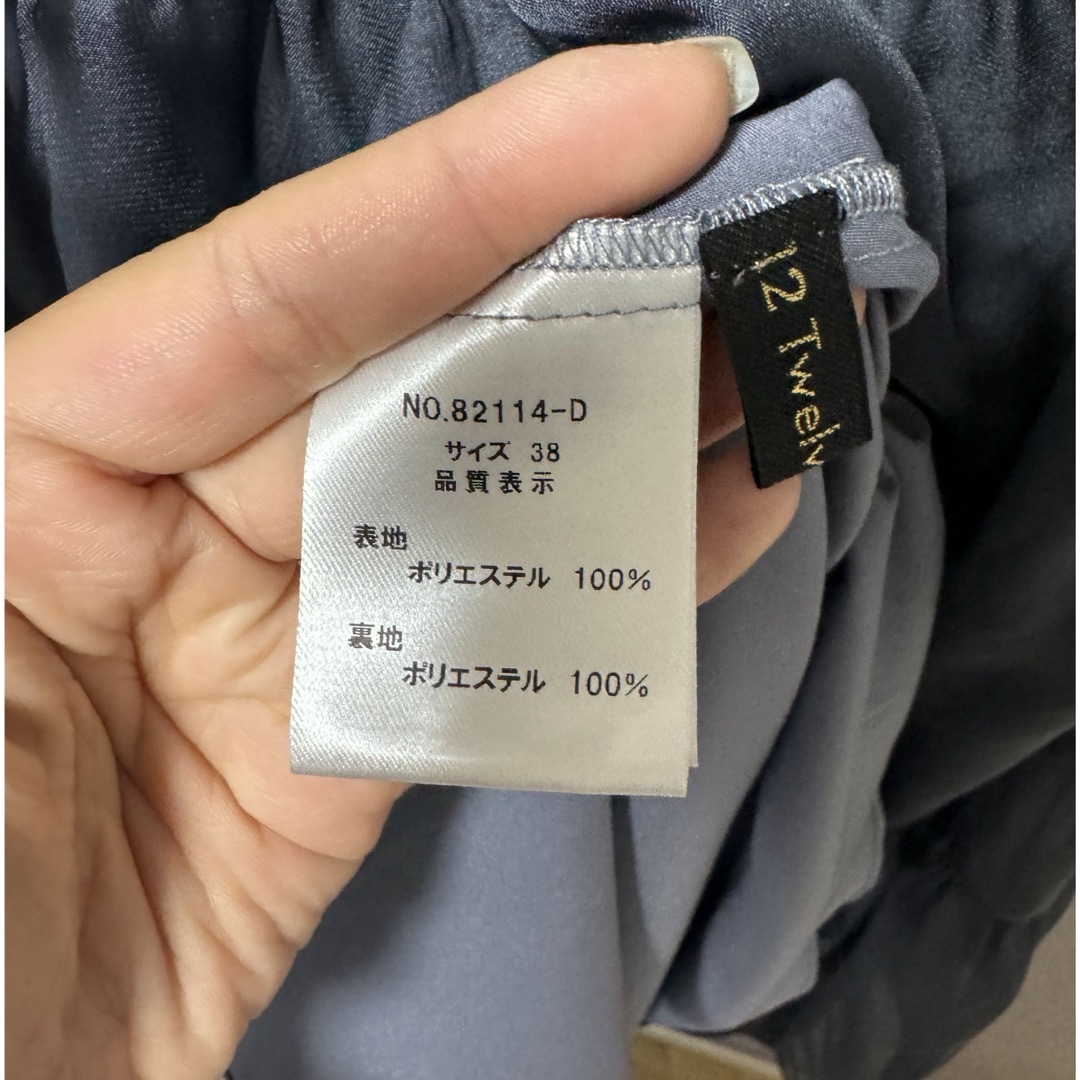 NO.82114-D
サイズ 38
品質表示
表地
ポリエステル 100%
裏地
ポリエステル 100%
12 Twelv